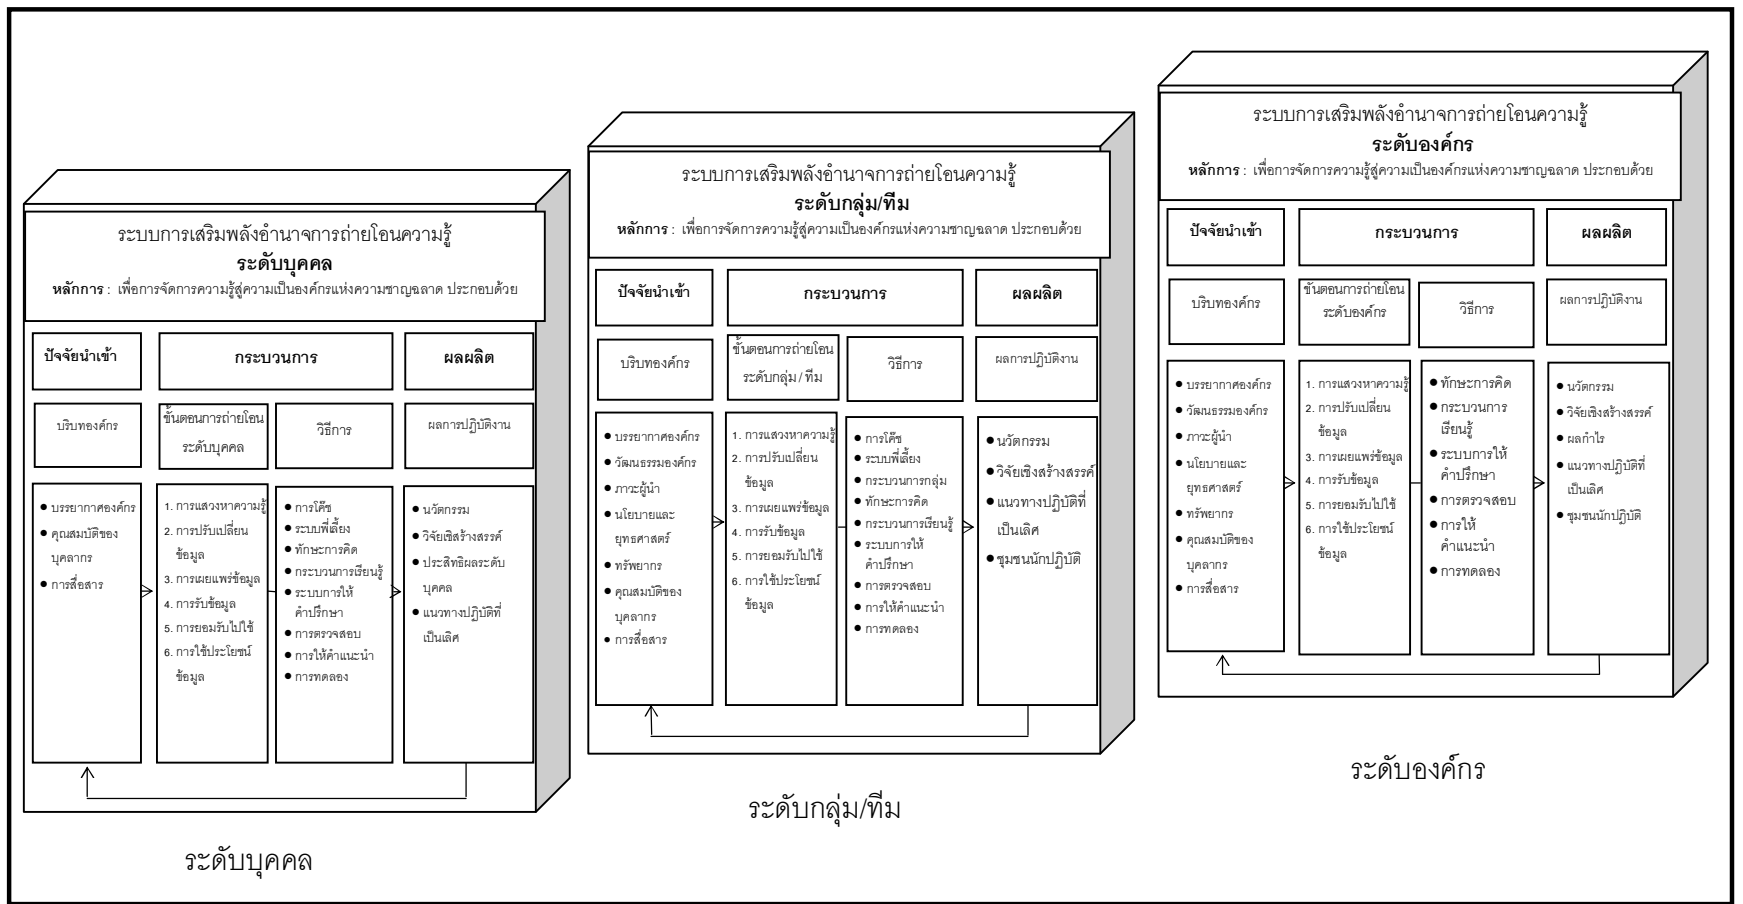 ระบบการเสริมพลังอำนาจการถ่ายโอนความรู้
ระดับบุคคล
หลักการ : เพื่อการจัดการความรู้สู่ความเป็นองค์กรแห่งความชาญฉลาด ประกอบด้วย
ปัจจัยนำเข้า
กระบวนการ
ผลผลิต
บริบทองค์กร
ขั้นตอนการถ่ายโอน
ระดับบุคคล
วิธีการ
ผลการปฏิบัติงาน
● บรรยากาศองค์กร
● คุณสมบัติของ
บุคลากร
● การสื่อสาร
1. การแสวงหาความรู้
2. การปรับเปลี่ยน
ข้อมูล
3. การเผยแพร่ข้อมูล
4. การรับข้อมูล
5. การยอมรับไปใช้
6. การใช้ประโยชน์
ข้อมูล
● การโค๊ช
● ระบบพี่เลี้ยง
● ทักษะการคิด
● กระบวนการเรียนรู้
● ระบบการให้
คำปรึกษา
● การตรวจสอบ
● การให้คำแนะนำ
● การทดลอง
● นวัตกรรม
● วิจัยเชิสร้างสรรค์
● ประสิทธิผลระดับ
บุคคล
● แนวทางปฏิบัติที่
เป็นเลิศ
ระดับบุคคล
ระบบการเสริมพลังอำนาจการถ่ายโอนความรู้
ระดับกลุ่ม/ทีม
หลักการ : เพื่อการจัดการความรู้สู่ความเป็นองค์กรแห่งความชาญฉลาด ประกอบด้วย
ปัจจัยนำเข้า
กระบวนการ
ผลผลิต
บริบทองค์กร
ขั้นตอนการถ่ายโอน
ระดับกลุ่ม / ทีม
วิธีการ
ผลการปฏิบัติงาน
● บรรยากาศองค์กร
● วัฒนธรรมองค์กร
● ภาวะผู้นำ
● นโยบายและ
ยุทธศาสตร์
● ทรัพยากร
● คุณสมบัติของ
บุคลากร
● การสื่อสาร
1. การแสวงหาความรู้
2. การปรับเปลี่ยน
ข้อมูล
3. การเผยแพร่ข้อมูล
4. การรับข้อมูล
5. การยอมรับไปใช้
6. การใช้ประโยชน์
ข้อมูล
● การโค๊ช
● ระบบพี่เลี้ยง
● กระบวนการกลุ่ม
● ทักษะการคิด
● กระบวนการเรียนรู้
● ระบบการให้
คำปรึกษา
● การตรวจสอบ
● การให้คำแนะนำ
● การทดลอง
● นวัตกรรม
● วิจัยเชิงสร้างสรรค์
● แนวทางปฏิบัติที่
เป็นเลิศ
● ชุมชนนักปฏิบัติ
ระดับกลุ่ม/ทีม
ระบบการเสริมพลังอำนาจการถ่ายโอนความรู้
ระดับองค์กร
หลักการ : เพื่อการจัดการความรู้สู่ความเป็นองค์กรแห่งความชาญฉลาด ประกอบด้วย
ปัจจัยนำเข้า
กระบวนการ
ผลผลิต
บริบทองค์กร
ขั้นตอนการถ่ายโอน
ระดับองค์กร
วิธีการ
ผลการปฏิบัติงาน
● บรรยากาศองค์กร
● วัฒนธรรมองค์กร
● ภาวะผู้นำ
● นโยบายและ
ยุทธศาสตร์
● ทรัพยากร
● คุณสมบัติของ
บุคลากร
● การสื่อสาร
1. การแสวงหาความรู้
2. การปรับเปลี่ยน
ข้อมูล
3. การเผยแพร่ข้อมูล
4. การรับข้อมูล
5. การยอมรับไปใช้
6. การใช้ประโยชน์
ข้อมูล
● ทักษะการคิด
● กระบวนการ
เรียนรู้
● ระบบการให้
คำปรึกษา
● การตรวจสอบ
● การให้
คำแนะนำ
● การทดลอง
● นวัตกรรม
● วิจัยเชิงสร้างสรรค์
● ผลกำไร
● แนวทางปฏิบัติที่
เป็นเลิศ
● ชุมชนนักปฏิบัติ
ระดับองค์กร